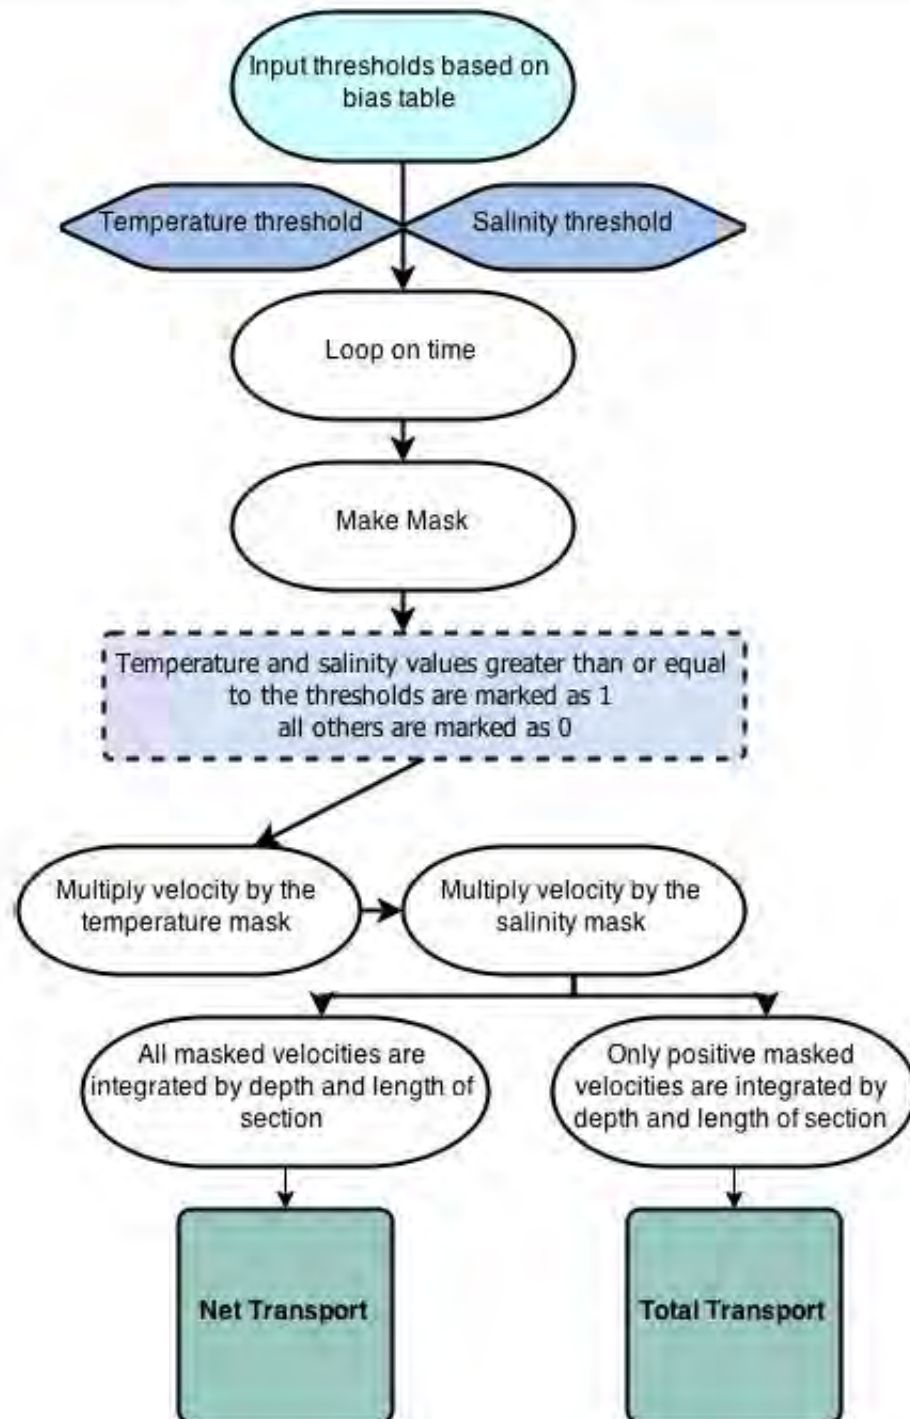 Input thresholds based on
bias table
Temperature threshold
Salinity threshold
Loop on time
Make Mask
Temperature and salinity values greater than or equal
to the thresholds are marked as 1
all others are marked as 0
Multiply velocity by the
temperature mask
Multiply velocity by the
salinity mask
All masked velocities are
integrated by depth and length of
section
Only positive masked
velocities are integrated by
depth and length of section
Net Transport
Total Transport